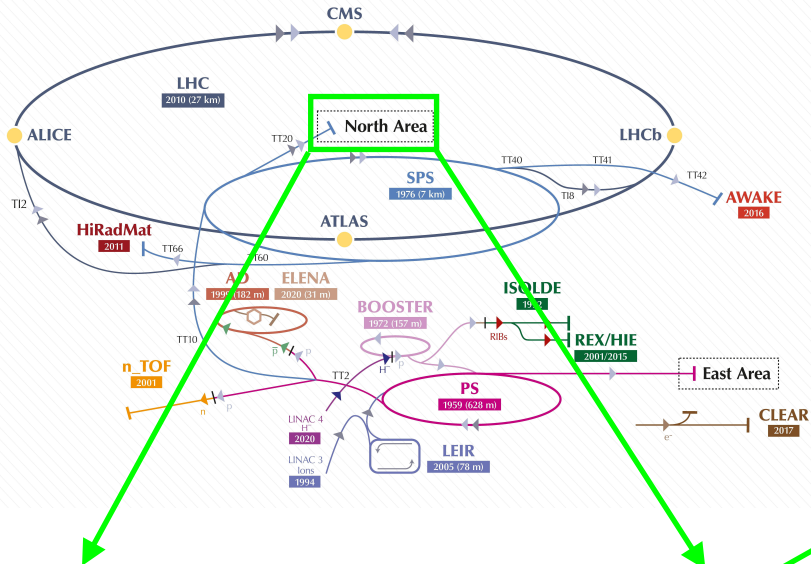 CMS
LHC
2010 (27 km)
North Area
ALICE
TT20
LHCb
TT40
TT41
TT42
SPS
1976 (7 km)
TI8
AWAKE
2016
TI2
HiRadMat
2011
ATLAS
TT66
TT60
AD
ELENA
2020 (31 m)
ISOLDE
BOOSTER
1972 (157 m)
RIBs
REX/HIE
2001/2015
TT10
p̅
p
H⁻
p
n_TOF
2001
TT2
East Area
PS
1959 (628 m)
n
p
LINAC 4
H⁻
2020
CLEAR
2017
e⁻
LINAC 3
Ions
1994
LEIR
2005 (78 m)